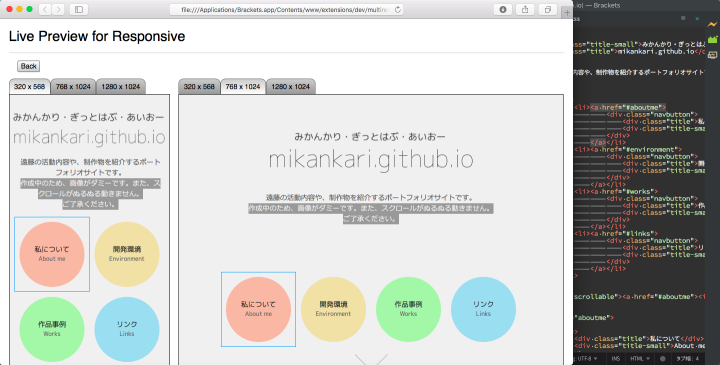 file:///Applications/Brackets.app/Contents/www/extensions/dev/multire
Live Preview for Responsive
Back
320 x 568
768 x 1024
1280 x 1024
みかんかり・ぎっとはぶ・あいおー
mikankari.github.io
遠藤の活動内容や、制作物を紹介するポート
フォリオサイトです。
作成中のため、画像がダミーです。また、ス
クロールがぬるぬる動きません。
ご了承ください。
私について
About me
開発環境
Environment
作品事例
Works
リンク
Links
320 x 568
768 x 1024
1280 x 1024
みかんかり・ぎっとはぶ・あいおー
mikankari.github.io
遠藤の活動内容や、制作物を紹介するポートフォリオサイトです。
作成中のため、画像がダミーです。また、スクロールがぬるぬる動きません。
ご了承ください。
私について
About me
開発環境
Environment
作品事例
Works
リンク
Links
.io| — Brackets
ass="title-small">みかんかり・ぎっとはぶ
="title">mikankari.github.io</
の活動内容や、制作物を紹介するポートフォリオサイト
<li><a href="#aboutme">
<div class="navbutton">
<div class="title">私
<div class="title-sma
</div>
</a></li>
<li><a href="#environment">
<div class="navbutton">
<div class="title">開
<div class="title-sma
</div>
</a></li>
<li><a href="#works">
<div class="navbutton">
<div class="title">作
<div class="title-sma
</div>
</a></li>
<li><a href="#links">
<div class="navbutton">
<div class="title">リ
<div class="title-sma
</div>
</a></li>
scrollable"><a href="#aboutme"><i
"aboutme">
<div class="title">私について</div>
<div class="title-small">About me
UTF-8
INS
HTML
タブ幅: 4